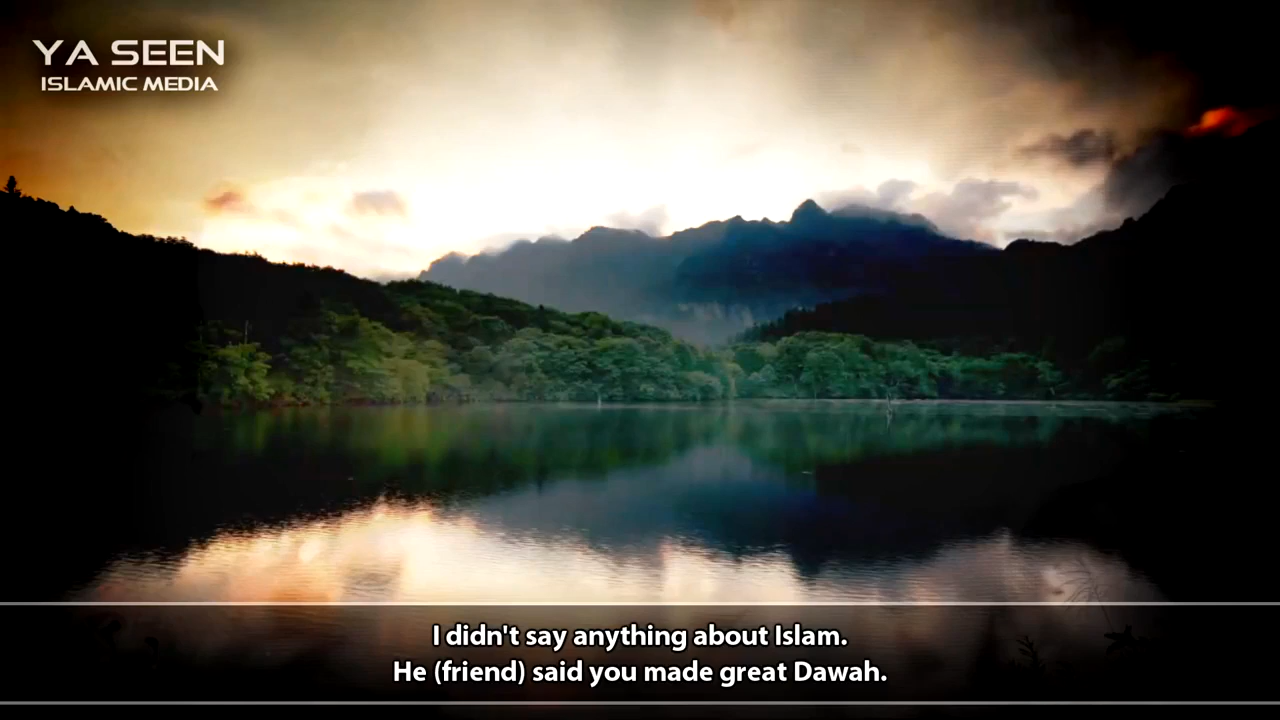 YA SEEN
ISLAMIC MEDIA
I didn't say anything about Islam.
He (friend) said you made great Dawah.